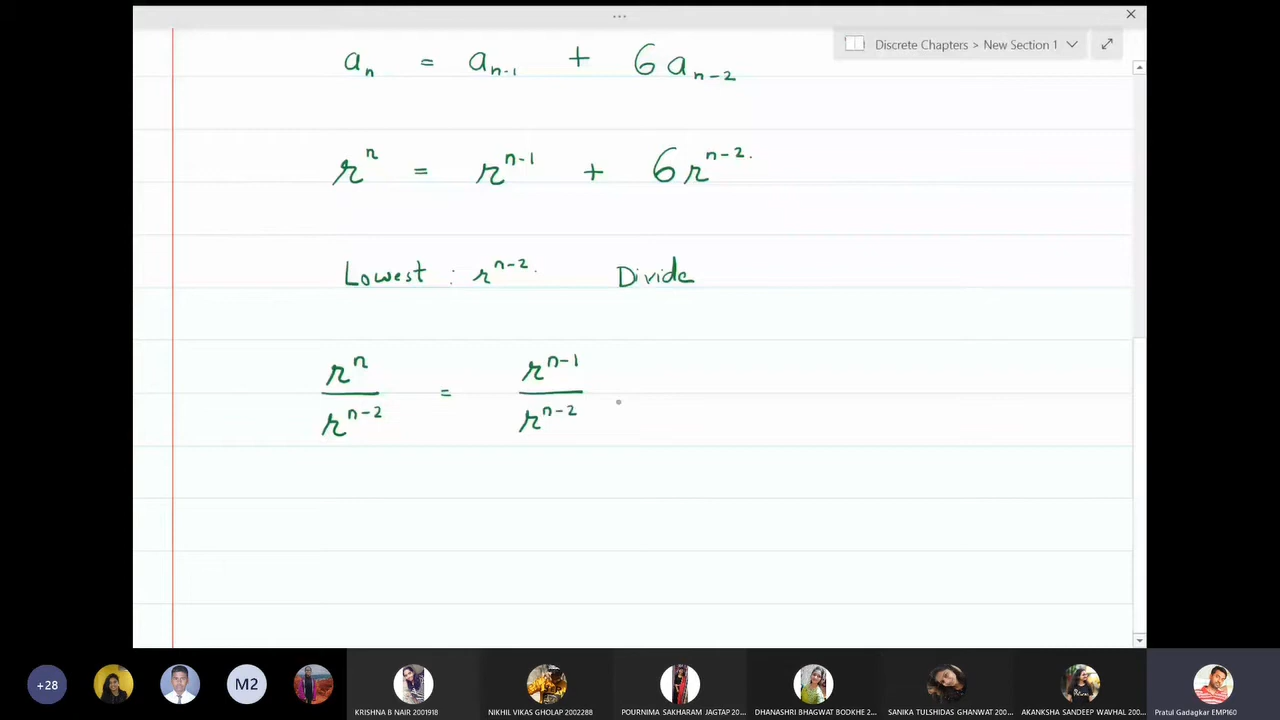 ...
Discrete Chapters > New Section 1
aₙ = aₙ₋₁ + 6aₙ₋₂
rⁿ = rⁿ⁻¹ + 6rⁿ⁻².
Lowest : rⁿ⁻². Divide
rⁿ/rⁿ⁻² = rⁿ⁻¹/rⁿ⁻²
+28
M2
KRISHNA B NAIR 2001918
NIKHIL VIKAS GHOLAP 2002288
POURNIMA SAKHARAM JAGTAP 20...
DHANASHRI BHAGWAT BODKHE 2...
SANIKA TULSHIDAS GHANWAT 200...
AKANKSHA SANDEEP WAVHAL 200...
Pratul Gadagkar EMP160